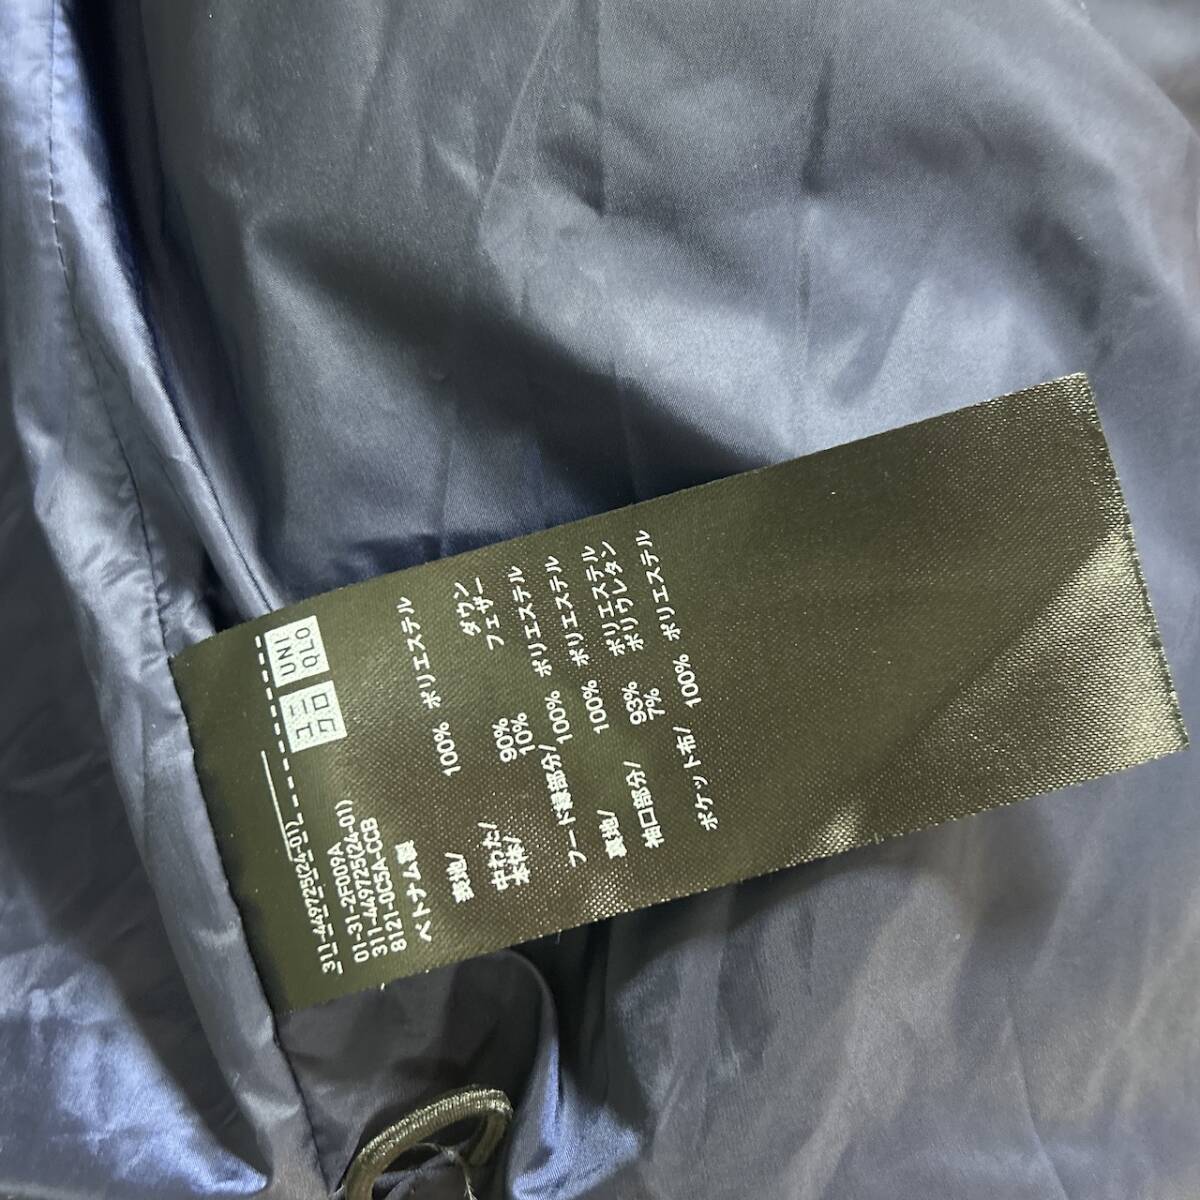 ユニ
クロ
UNI
QLO
311-449725(24-01)
01-31-2F009A
311-449725(24-01)
8121-0C5A-CCB
ベトナム製
表地/ 100% ポリエステル
中わた/
本体/ 90% ダウン
10% フェザー
フード縁部分/ 100% ポリエステル
裏地/ 100% ポリエステル
袖口部分/ 93% ポリエステル
7% ポリウレタン
ポケット布/ 100% ポリエステル